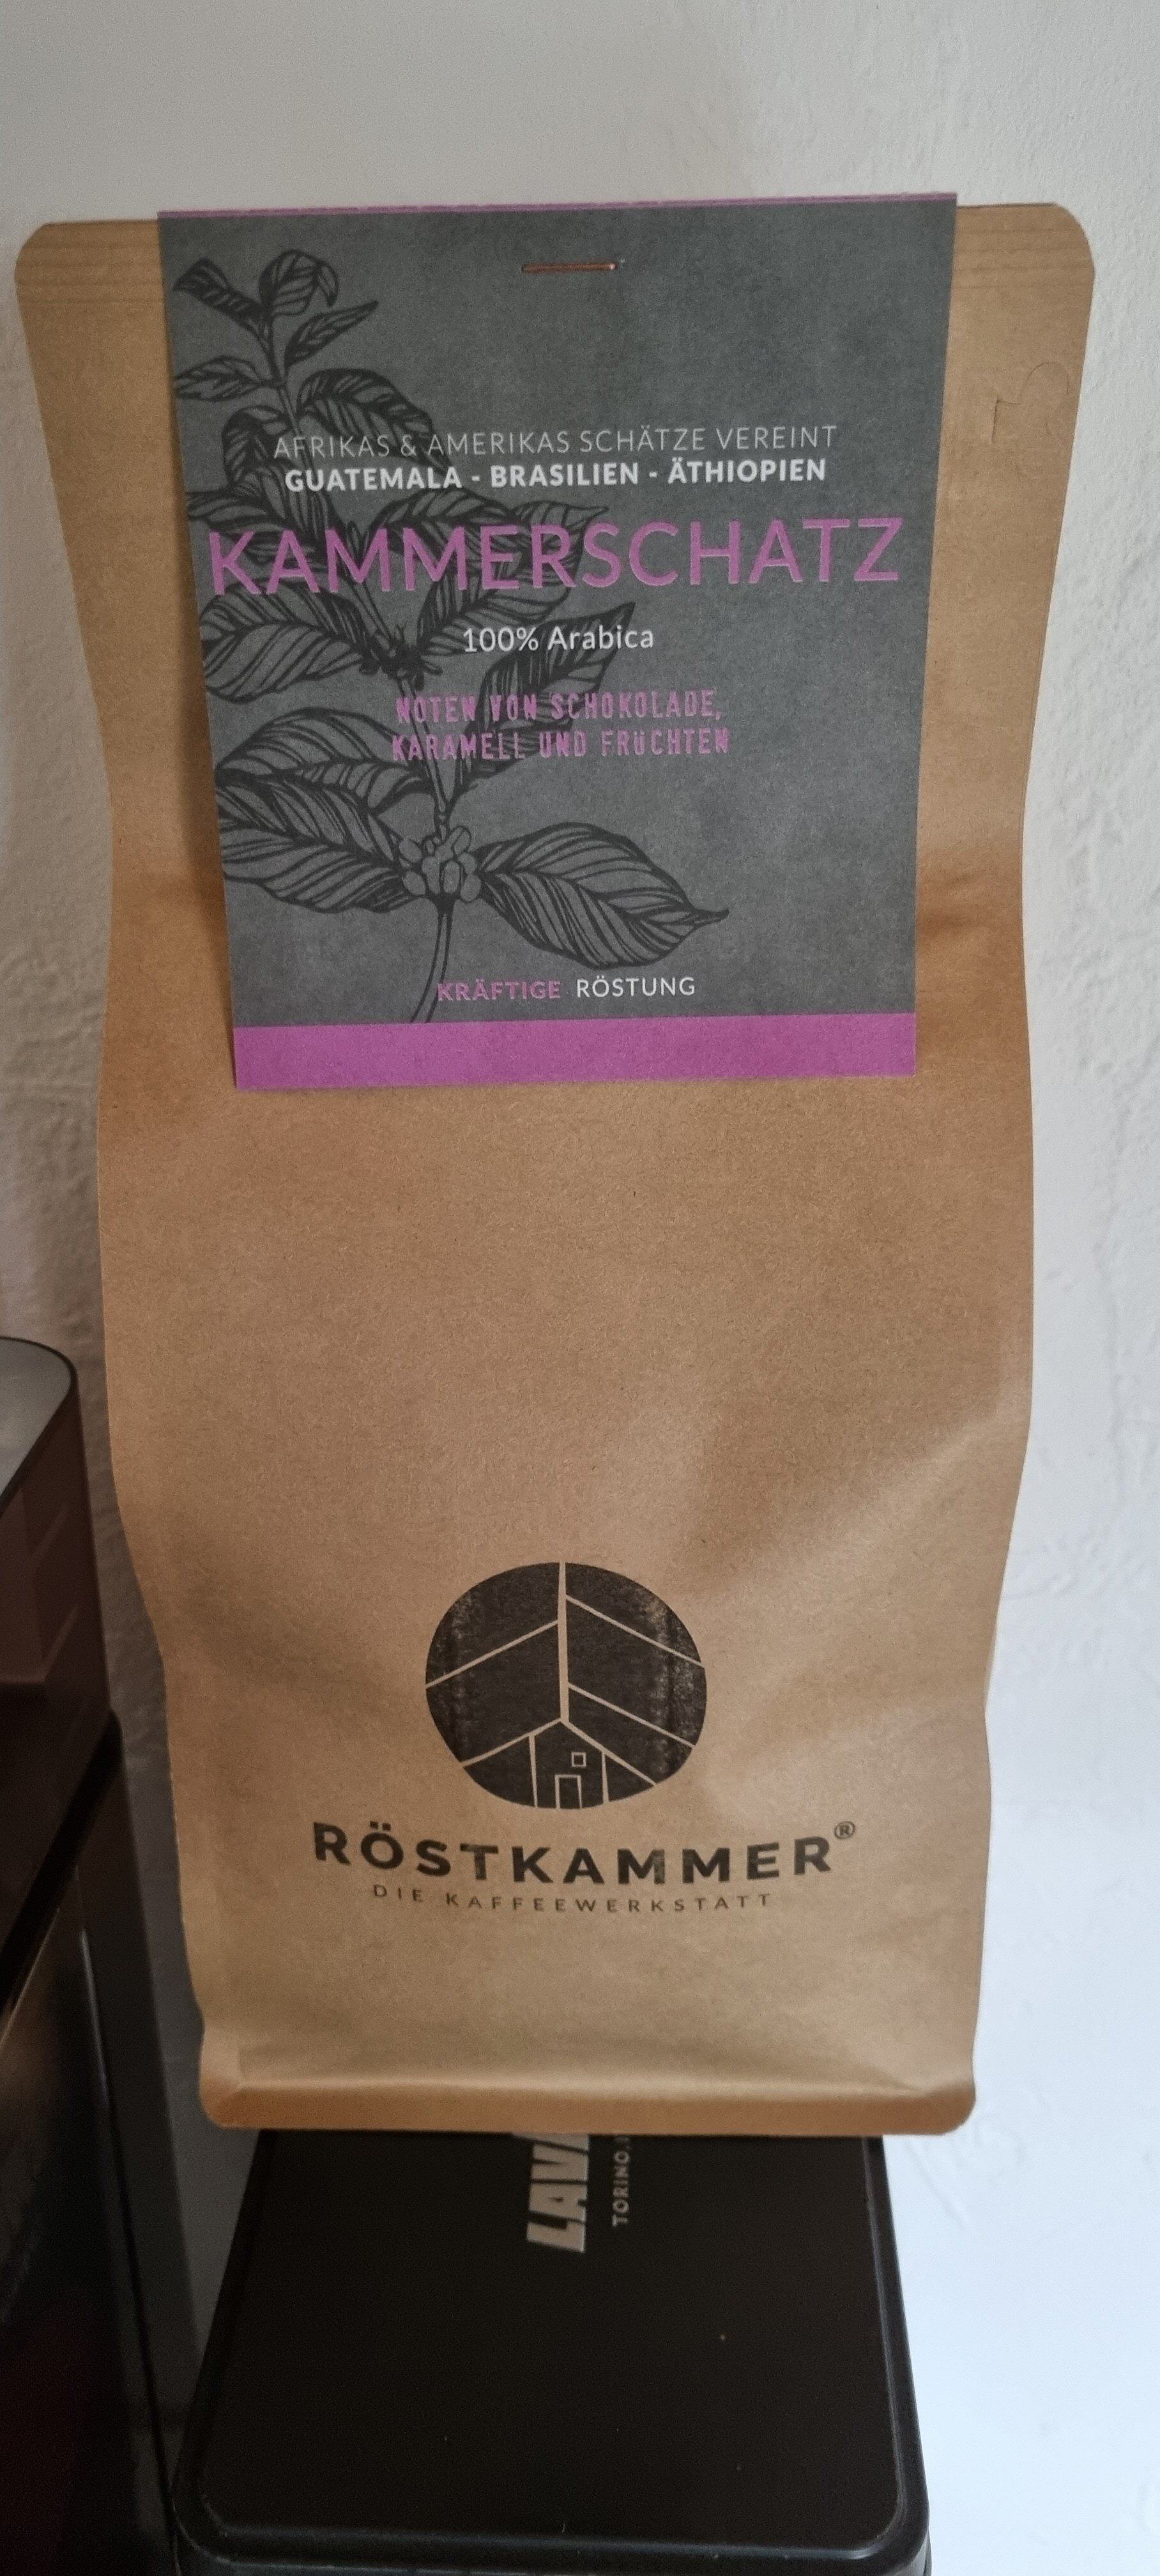 AFRIKAS & AMERIKAS SCHÄTZE VEREINT
GUATEMALA - BRASILIEN - ÄTHIOPIEN
KAMMERSCHATZ
100% Arabica
NOTEN VON SCHOKOLADE,
KARAMELL UND FRÜCHTEN
KRÄFTIGE RÖSTUNG
RÖSTKAMMER®
DIE KAFFEEWERKSTATT
LAV
TORINO,